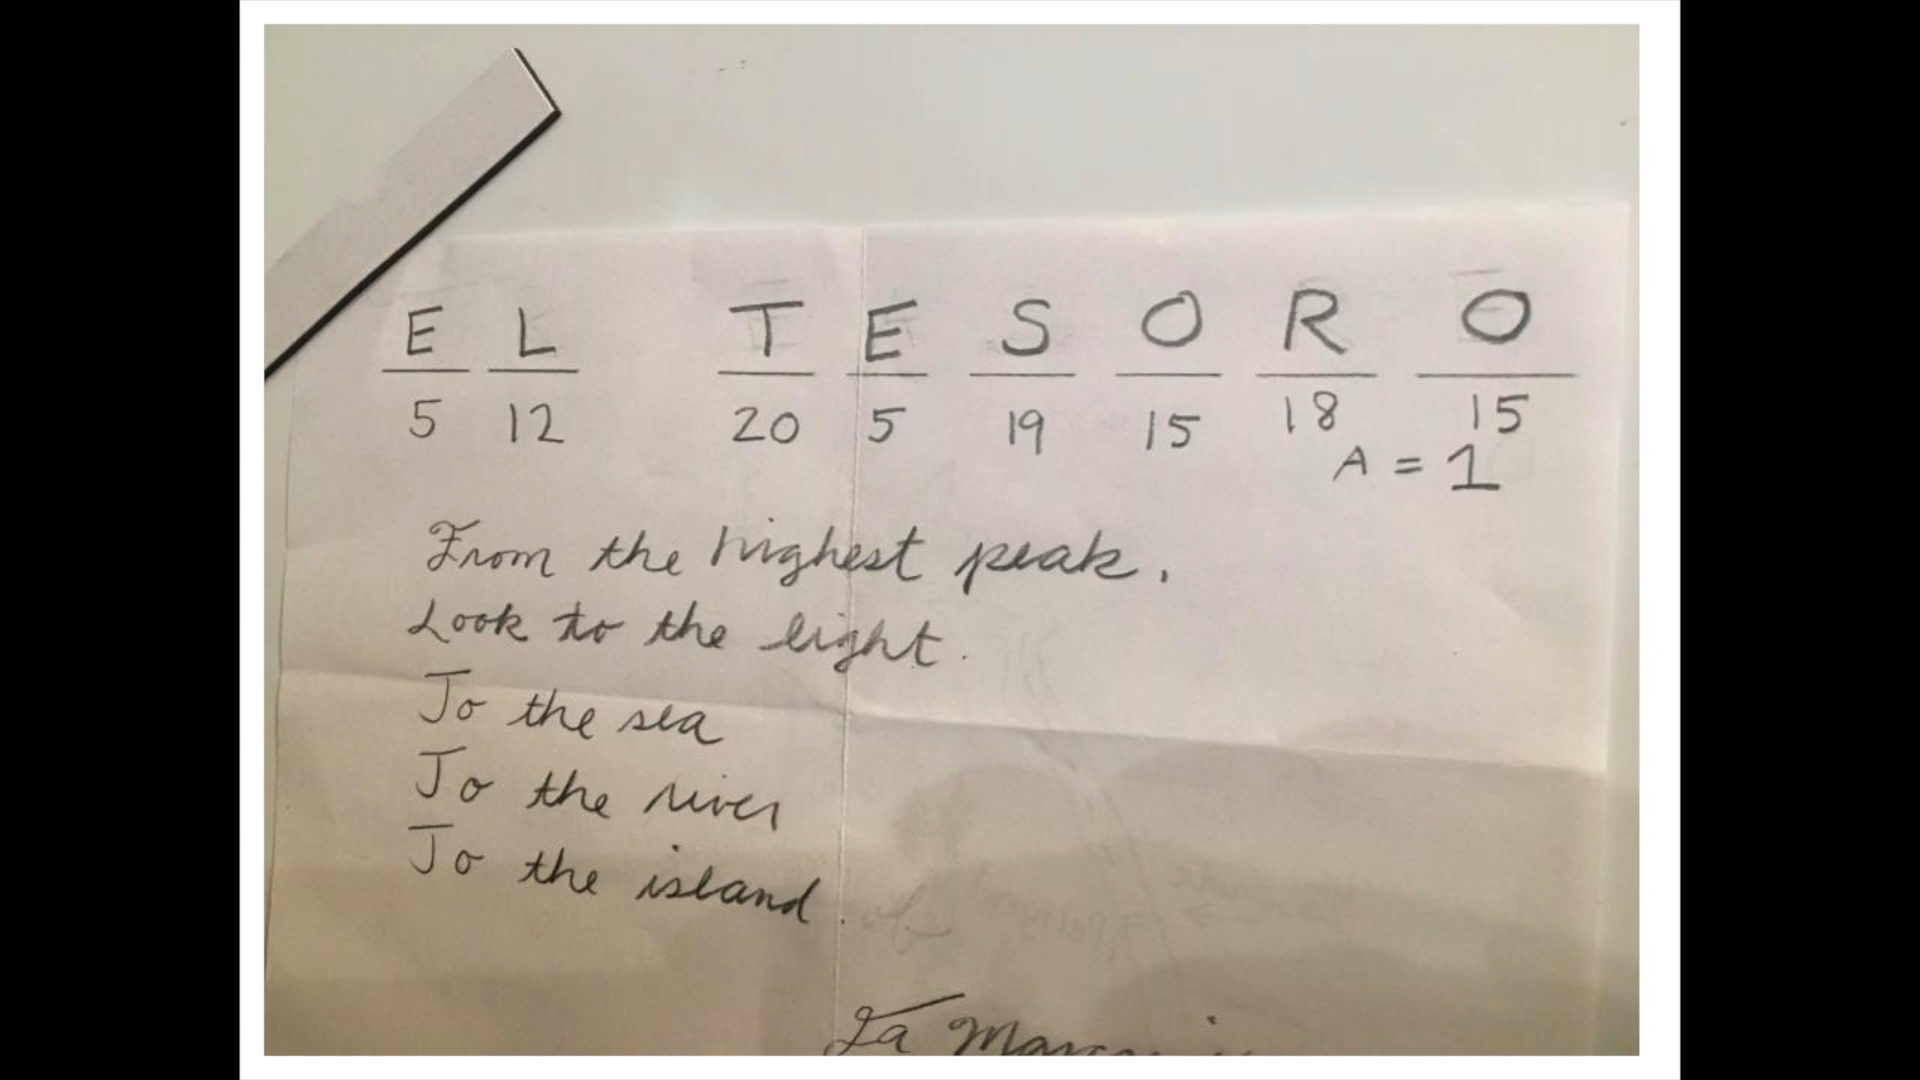 E L T E S O R O
5 12 20 5 19 15 18 15
A = 1
From the highest peak.
Look to the light.
To the sea
To the river
To the island.
La